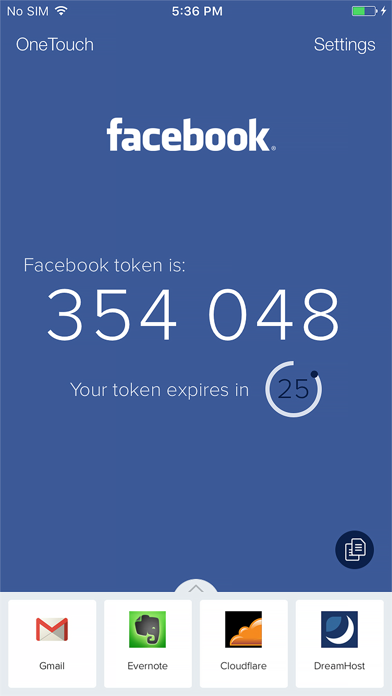 No SIM 5:36 PM
OneTouch Settings
facebook®
Facebook token is:
354 048
Your token expires in 25
Gmail Evernote Cloudflare DreamHost